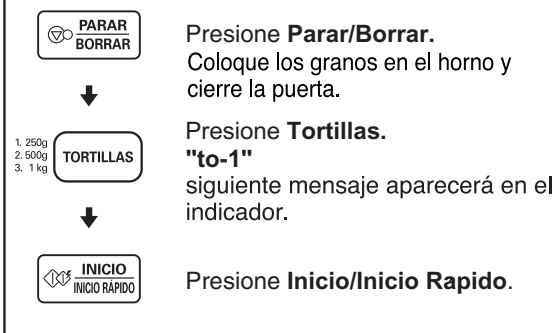 PARAR
BORRAR
Presione Parar/Borrar.
Coloque los granos en el horno y
cierre la puerta.
1. 250g
2. 500g
3. 1 kg
TORTILLAS
Presione Tortillas.
"to-1"
siguiente mensaje aparecerá en el
indicador.
INICIO
INICIO RÁPIDO
Presione Inicio/Inicio Rapido.